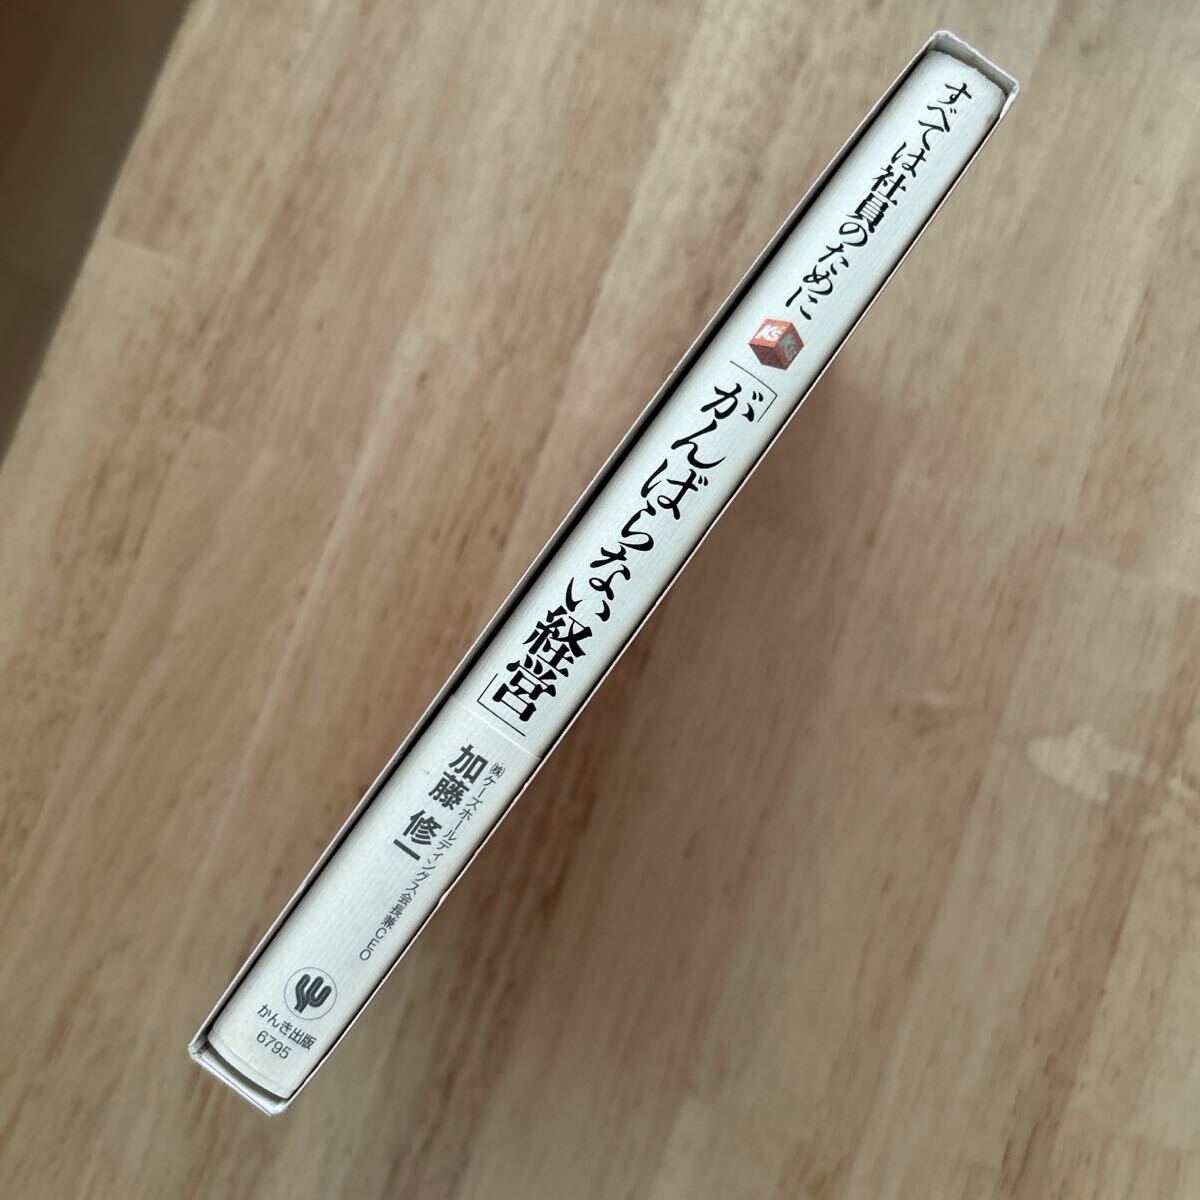 すべては社員のために
K'S
K'S
「がんばらない経営」
㈱ケーズホールディングス会長兼CEO
加藤 修一
かんき出版
6795